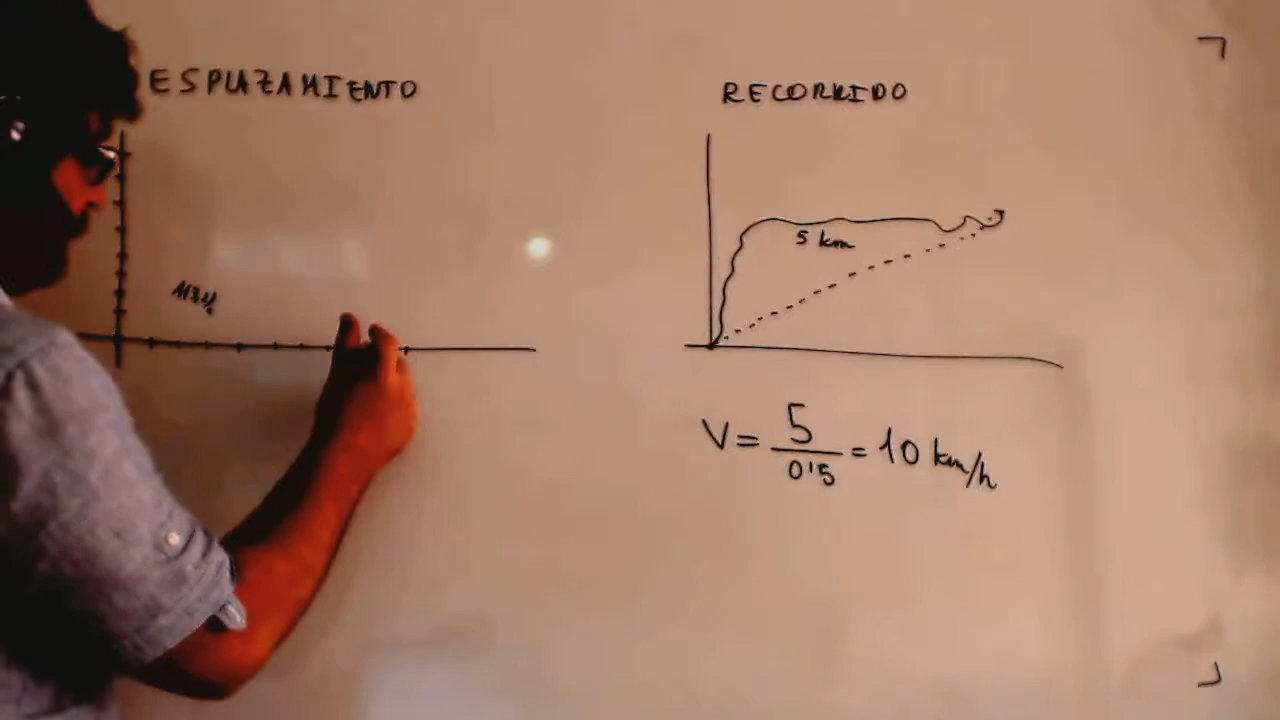 ESPLAZAMIENTO
RECORRIDO
5 km
V = 5/0'5 = 10 km/h